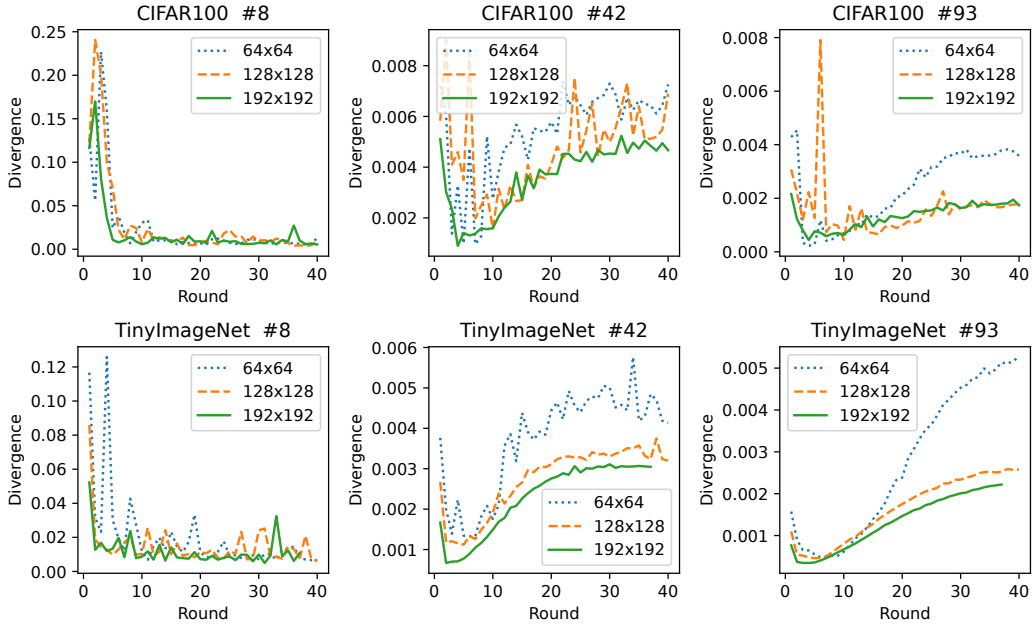 CIFAR100  #8
CIFAR100  #42
CIFAR100  #93
0.25
0.20
0.15
0.10
0.05
0.00
Divergence
0 10 20 30 40
Round
64x64
128x128
192x192
0.008
0.006
0.004
0.002
Divergence
0 10 20 30 40
Round
64x64
128x128
192x192
0.008
0.006
0.004
0.002
0.000
Divergence
0 10 20 30 40
Round
64x64
128x128
192x192
TinyImageNet  #8
TinyImageNet  #42
TinyImageNet  #93
0.12
0.10
0.08
0.06
0.04
0.02
0.00
Divergence
0 10 20 30 40
Round
64x64
128x128
192x192
0.006
0.005
0.004
0.003
0.002
0.001
Divergence
0 10 20 30 40
Round
64x64
128x128
192x192
0.005
0.004
0.003
0.002
0.001
Divergence
0 10 20 30 40
Round
64x64
128x128
192x192